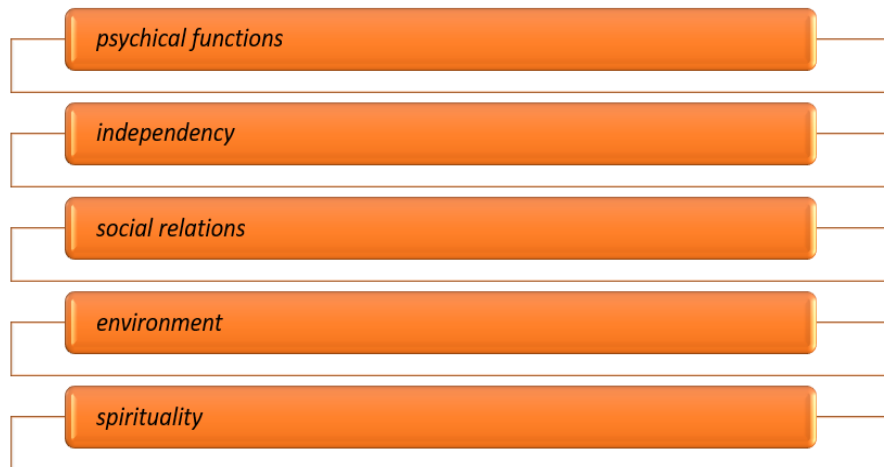 psychical functions
independency
social relations
environment
spirituality